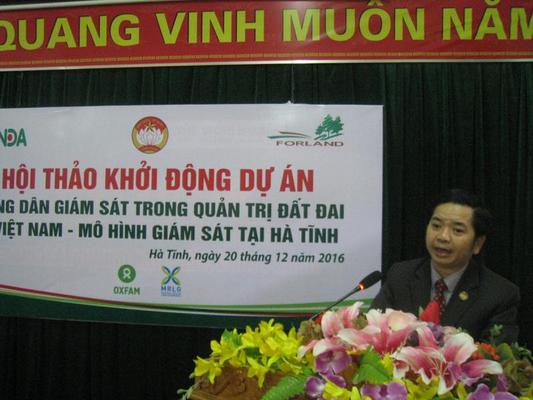 QUANG VINH MUÔN NĂM
NDA
FORLAND
HỘI THẢO KHỞI ĐỘNG DỰ ÁN
DÂN GIÁM SÁT TRONG QUẢN TRỊ ĐẤT ĐAI
VIỆT NAM - MÔ HÌNH GIÁM SÁT TẠI HÀ TĨNH
Hà Tĩnh, ngày 20 tháng 12 năm 2016
OXFAM
MRLG